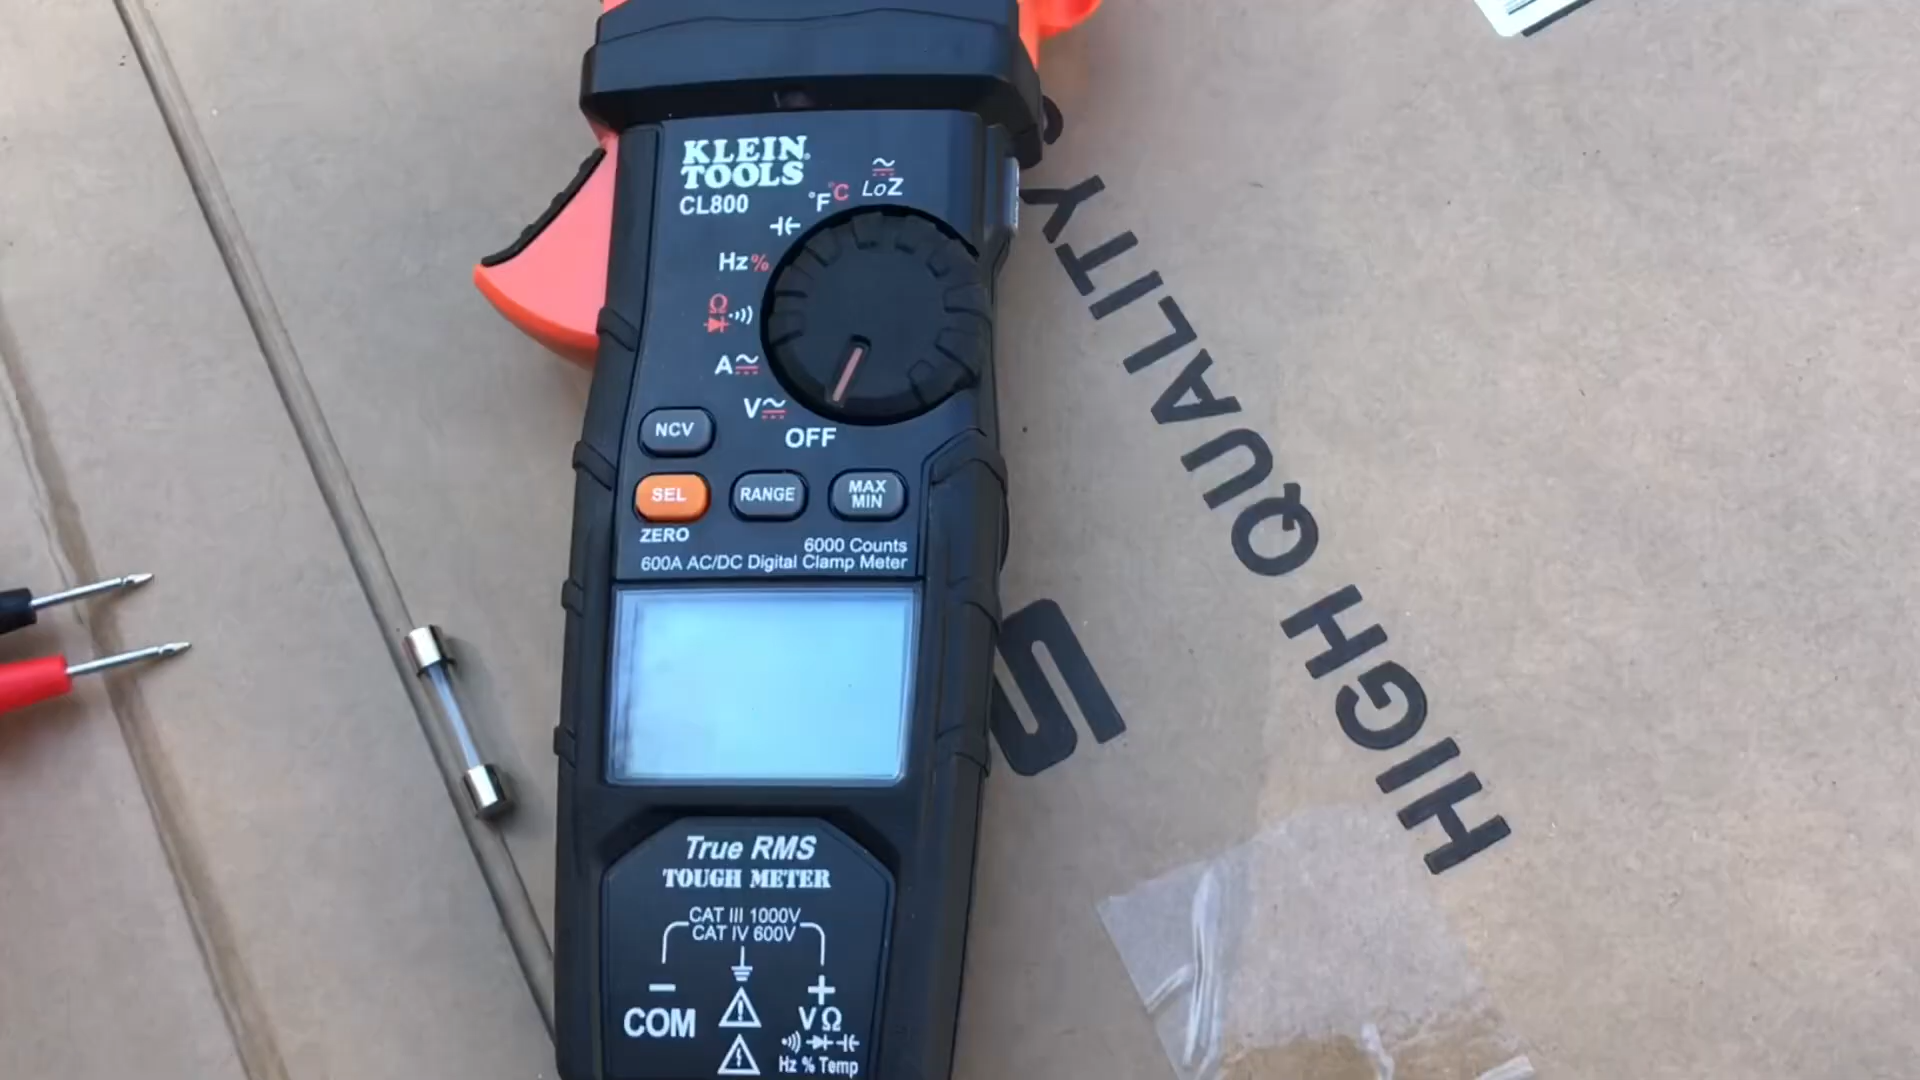 KLEIN
TOOLS
CL800
LoZ
°F °C
Hz %
Ω
A
V
OFF
NCV
SEL
RANGE
MAX
MIN
ZERO
6000 Counts
600A AC/DC Digital Clamp Meter
True RMS
TOUGH METER
CAT III 1000V
CAT IV 600V
− +
COM
V Ω
Hz % Temp
HIGH QUALITY
S